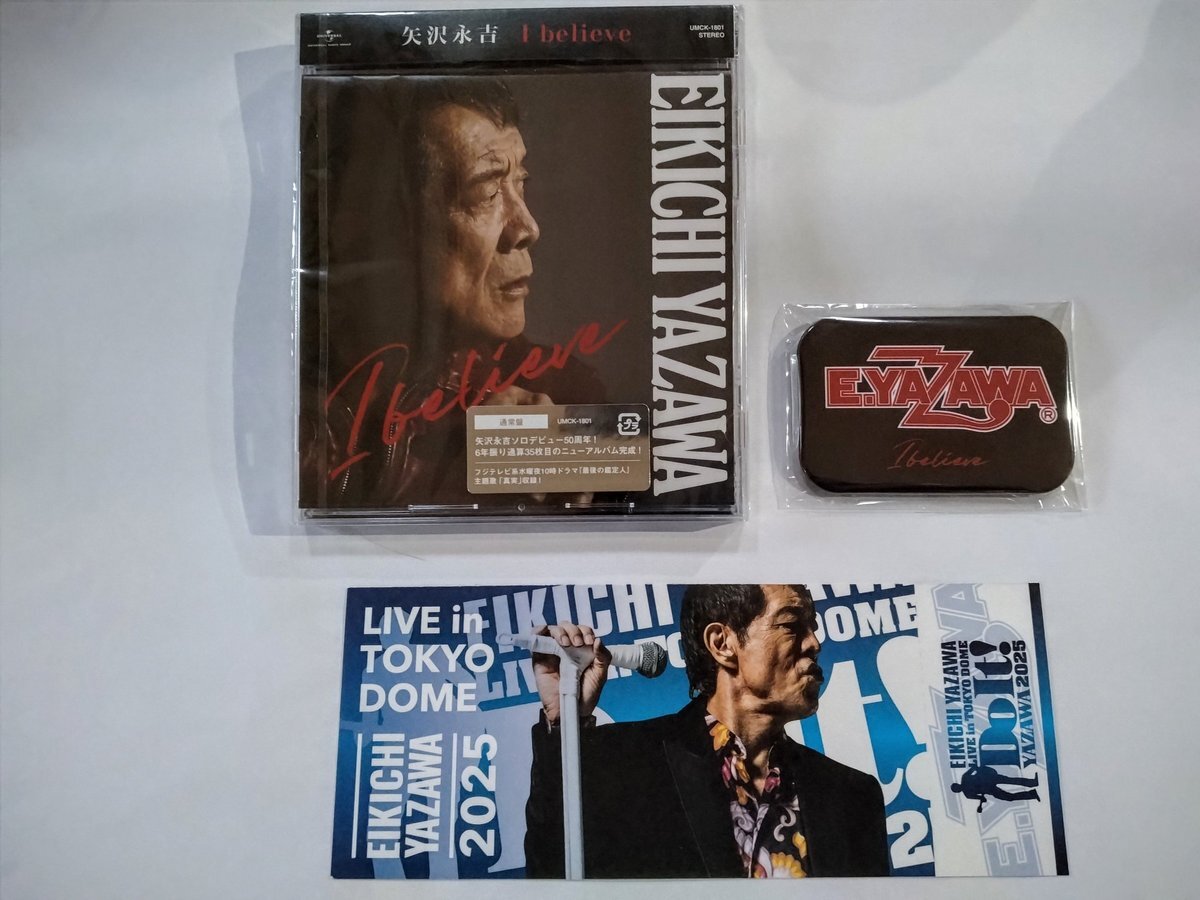 UNIVERSAL
矢沢永吉 I believe
UMCK-1801
STEREO
EIKICHI YAZAWA
I believe
通常盤 UMCK-1801
矢沢永吉ソロデビュー50周年！
6年振り通算35枚目のニューアルバム完成！
フジテレビ系水曜夜10時ドラマ「最後の鑑定人」
主題歌「真実」収録！
E.YAZAWA®
I believe
LIVE in
TOKYO
DOME
EIKICHI
YAZAWA
2025
EIKICHI
DOME
EIKICHI YAZAWA
LIVE in TOKYO DOME
Do It!
YAZAWA 2025
E.YAZAWA